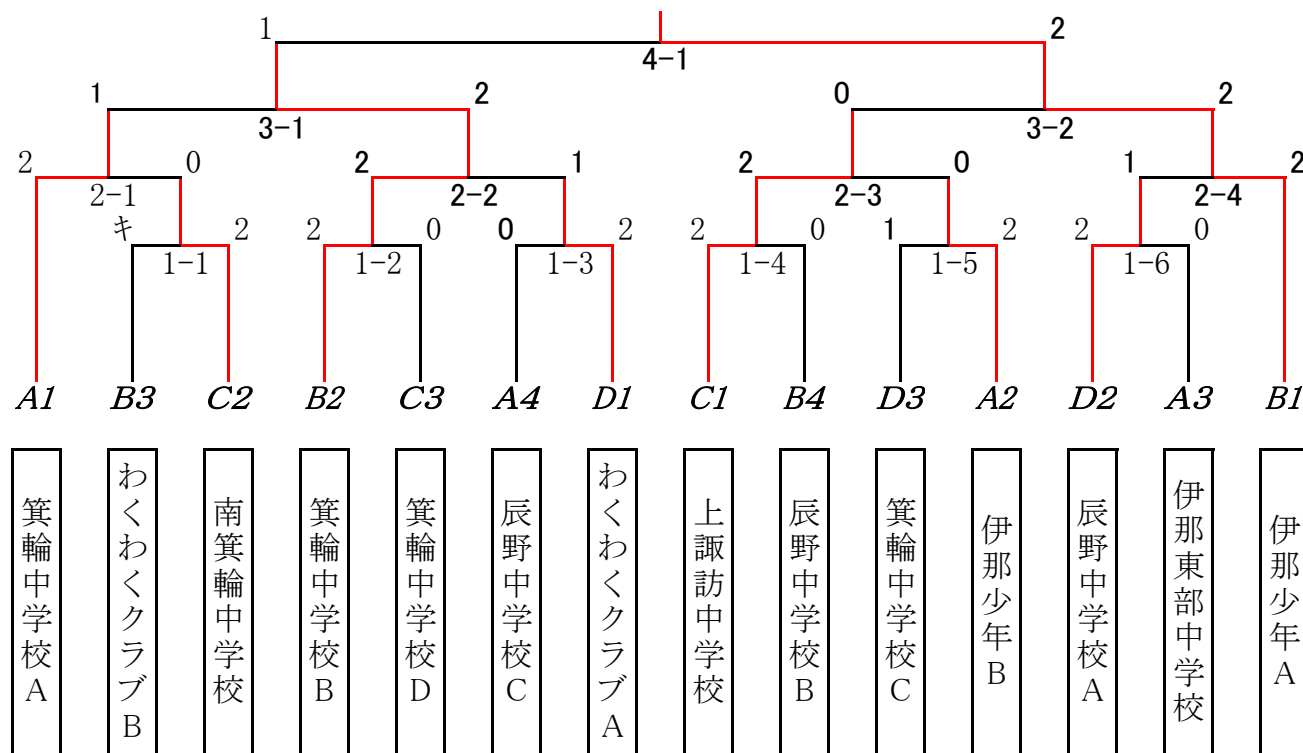 1 2
4-1
1 2 0 2
3-1 3-2
2 0 2 1 2 0 1 2
2-1 2-2 2-3 2-4
キ 2 2 0 0 2 2 0 1 2 2 0
1-1 1-2 1-3 1-4 1-5 1-6
A1 B3 C2 B2 C3 A4 D1 C1 B4 D3 A2 D2 A3 B1
箕輪中学校A
わくわくクラブB
南箕輪中学校
箕輪中学校B
箕輪中学校D
辰野中学校C
わくわくクラブA
上諏訪中学校
辰野中学校B
箕輪中学校C
伊那少年B
辰野中学校A
伊那東部中学校
伊那少年A